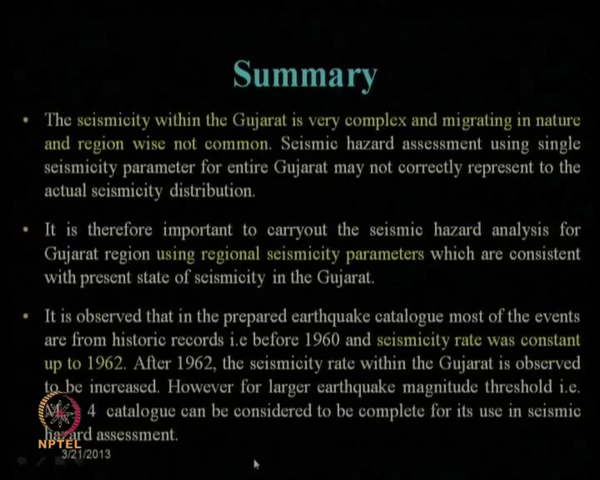 Summary
• The seismicity within the Gujarat is very complex and migrating in nature
and region wise not common. Seismic hazard assessment using single
seismicity parameter for entire Gujarat may not correctly represent to the
actual seismicity distribution.
• It is therefore important to carryout the seismic hazard analysis for
Gujarat region using regional seismicity parameters which are consistent
with present state of seismicity in the Gujarat.
• It is observed that in the prepared earthquake catalogue most of the events
are from historic records i.e before 1960 and seismicity rate was constant
up to 1962. After 1962, the seismicity rate within the Gujarat is observed
to be increased. However for larger earthquake magnitude threshold i.e.
4 catalogue can be considered to be complete for its use in seismic
hazard assessment.
NPTEL
3/21/2013